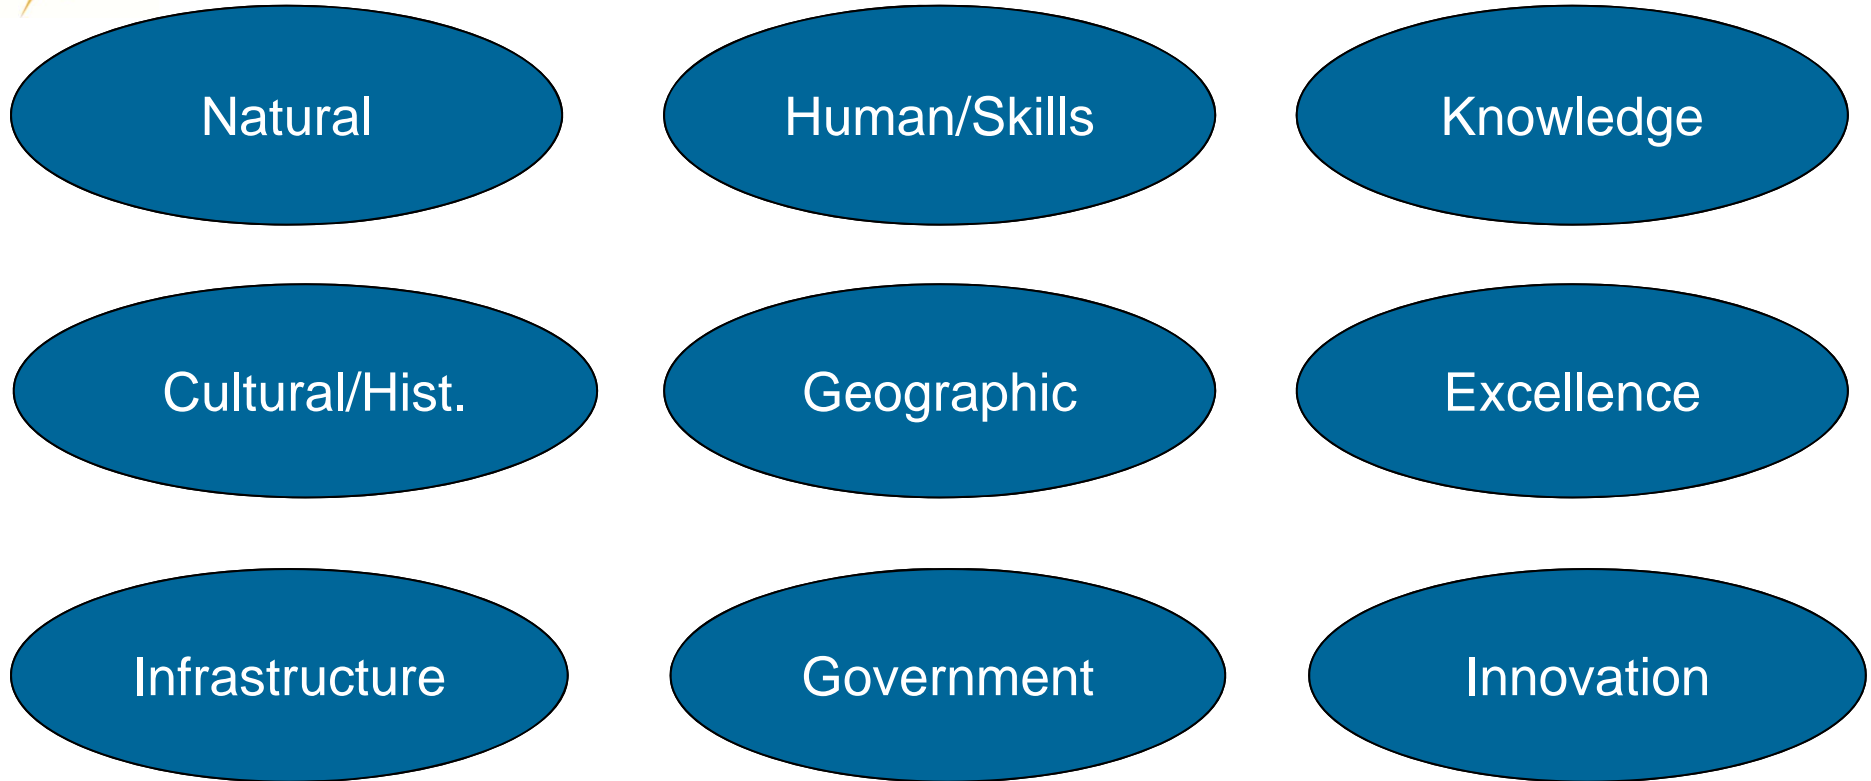 Natural
Human/Skills
Knowledge
Cultural/Hist.
Geographic
Excellence
Infrastructure
Government
Innovation